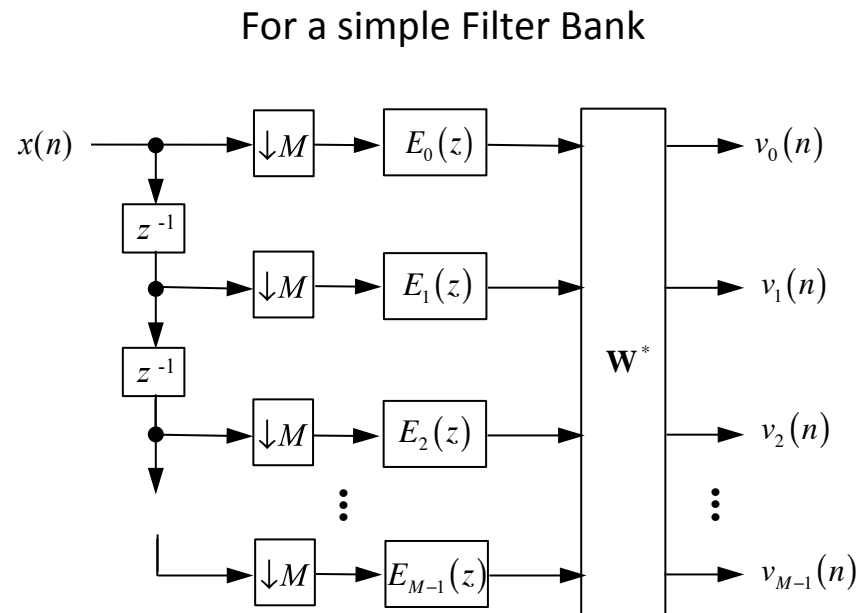 For a simple Filter Bank
x(n) ↓M E₀(z) v₀(n)
z⁻¹
↓M E₁(z) v₁(n)
W*
z⁻¹
↓M E₂(z) v₂(n)
⋮ ⋮
↓M E_{M−1}(z) v_{M−1}(n)